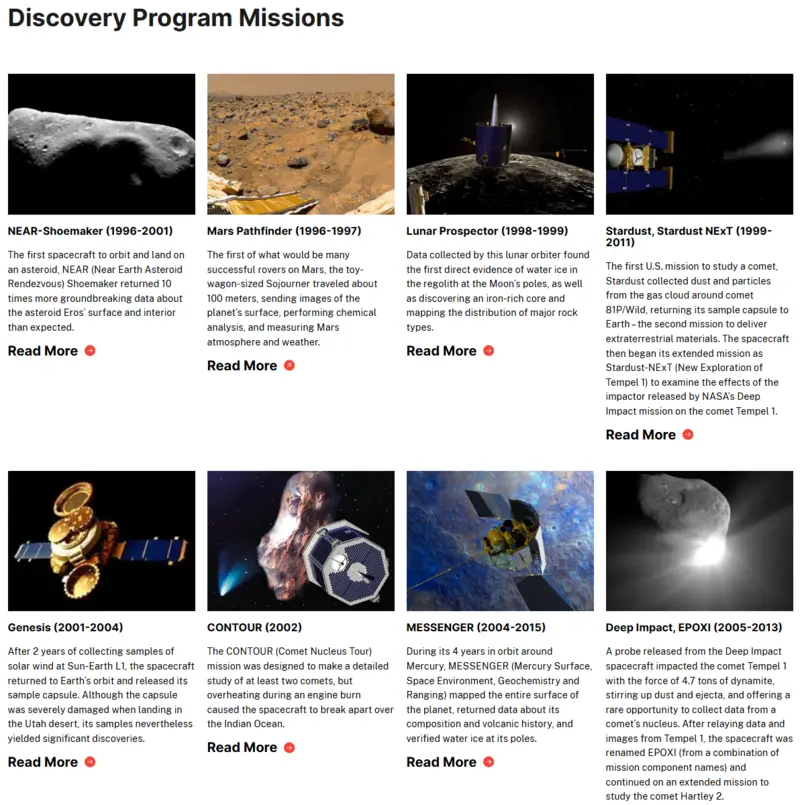 Discovery Program Missions
NEAR-Shoemaker (1996-2001)
The first spacecraft to orbit and land on
an asteroid, NEAR (Near Earth Asteroid
Rendezvous) Shoemaker returned 10
times more groundbreaking data about
the asteroid Eros’ surface and interior
than expected.
Read More
Mars Pathfinder (1996-1997)
The first of what would be many
successful rovers on Mars, the toy-
wagon-sized Sojourner traveled about
100 meters, sending images of the
planet’s surface, performing chemical
analysis, and measuring Mars
atmosphere and weather.
Read More
Lunar Prospector (1998-1999)
Data collected by this lunar orbiter found
the first direct evidence of water ice in
the regolith at the Moon’s poles, as well
as discovering an iron-rich core and
mapping the distribution of major rock
types.
Read More
Stardust, Stardust NExT (1999-
2011)
The first U.S. mission to study a comet,
Stardust collected dust and particles
from the gas cloud around comet
81P/Wild, returning its sample capsule to
Earth – the second mission to deliver
extraterrestrial materials. The spacecraft
then began its extended mission as
Stardust-NExT (New Exploration of
Tempel 1) to examine the effects of the
impactor released by NASA’s Deep
Impact mission on the comet Tempel 1.
Read More
Genesis (2001-2004)
After 2 years of collecting samples of
solar wind at Sun-Earth L1, the spacecraft
returned to Earth’s orbit and released its
sample capsule. Although the capsule
was severely damaged when landing in
the Utah desert, its samples nevertheless
yielded significant discoveries.
Read More
CONTOUR (2002)
The CONTOUR (Comet Nucleus Tour)
mission was designed to make a detailed
study of at least two comets, but
overheating during an engine burn
caused the spacecraft to break apart over
the Indian Ocean.
Read More
MESSENGER (2004-2015)
During its 4 years in orbit around
Mercury, MESSENGER (Mercury Surface,
Space Environment, Geochemistry and
Ranging) mapped the entire surface of
the planet, returned data about its
composition and volcanic history, and
verified water ice at its poles.
Read More
Deep Impact, EPOXI (2005-2013)
A probe released from the Deep Impact
spacecraft impacted the comet Tempel 1
with the force of 4.7 tons of dynamite,
stirring up dust and ejecta, and offering a
rare opportunity to collect data from a
comet’s nucleus. After relaying data and
images from Tempel 1, the spacecraft was
renamed EPOXI (from a combination of
mission component names) and
continued on an extended mission to
study the comet Hartley 2.